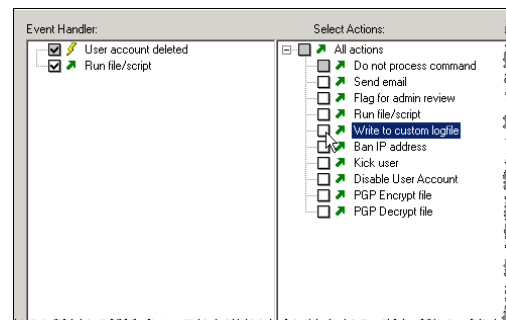 Event Handler:
User account deleted
Run file/script
Select Actions:
All actions
Do not process command
Send email
Flag for admin review
Run file/script
Write to custom logfile
Ban IP address
Kick user
Disable User Account
PGP Encrypt file
PGP Decrypt file